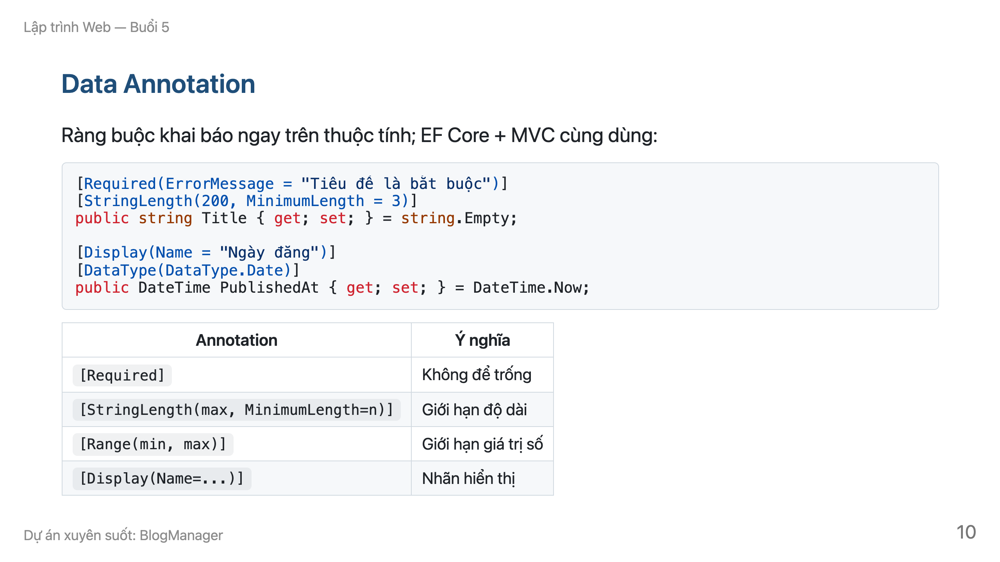 Lập trình Web — Buổi 5
Data Annotation
Ràng buộc khai báo ngay trên thuộc tính; EF Core + MVC cùng dùng:
[Required(ErrorMessage = "Tiêu đề là bắt buộc")]
[StringLength(200, MinimumLength = 3)]
public string Title { get; set; } = string.Empty;
[Display(Name = "Ngày đăng")]
[DataType(DataType.Date)]
public DateTime PublishedAt { get; set; } = DateTime.Now;
Annotation Ý nghĩa
[Required] Không để trống
[StringLength(max, MinimumLength=n)] Giới hạn độ dài
[Range(min, max)] Giới hạn giá trị số
[Display(Name=...)] Nhãn hiển thị
Dự án xuyên suốt: BlogManager
10